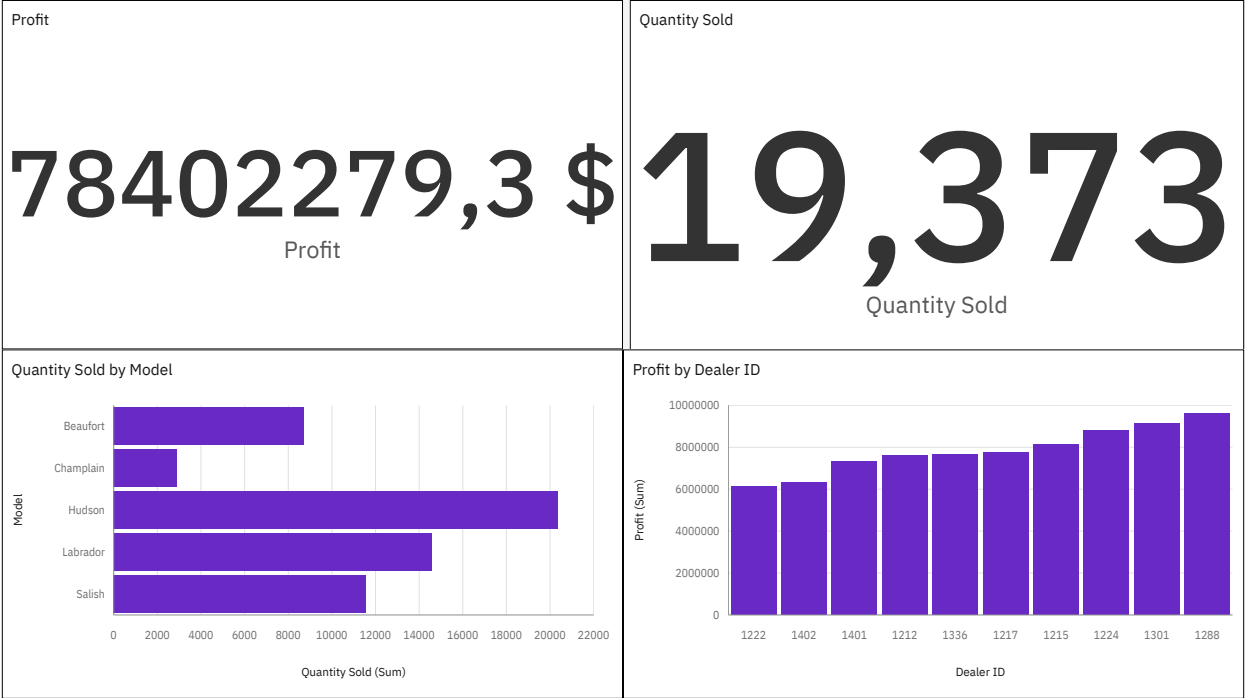 Profit
78402279,3 $
Profit
Quantity Sold
19,373
Quantity Sold
Quantity Sold by Model
Model
Beaufort
Champlain
Hudson
Labrador
Salish
0 2000 4000 6000 8000 10000 12000 14000 16000 18000 20000 22000
Quantity Sold (Sum)
Profit by Dealer ID
Profit (Sum)
10000000
8000000
6000000
4000000
2000000
0
1222 1402 1401 1212 1336 1217 1215 1224 1301 1288
Dealer ID